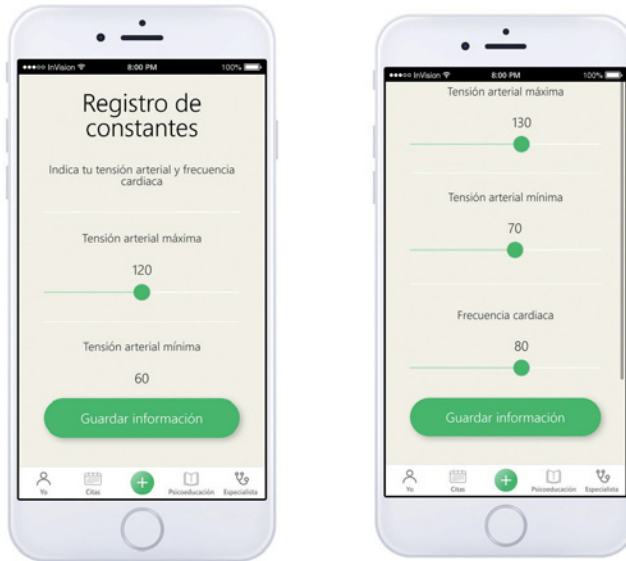 InVision 8:00 PM 100%
Registro de
constantes
Indica tu tensión arterial y frecuencia
cardiaca
Tensión arterial máxima
120
Tensión arterial mínima
60
Guardar información
Yo Citas + Psicoeducación Especialista
InVision 8:00 PM 100%
Tensión arterial máxima
130
Tensión arterial mínima
70
Frecuencia cardiaca
80
Guardar información
Yo Citas + Psicoeducación Especialista